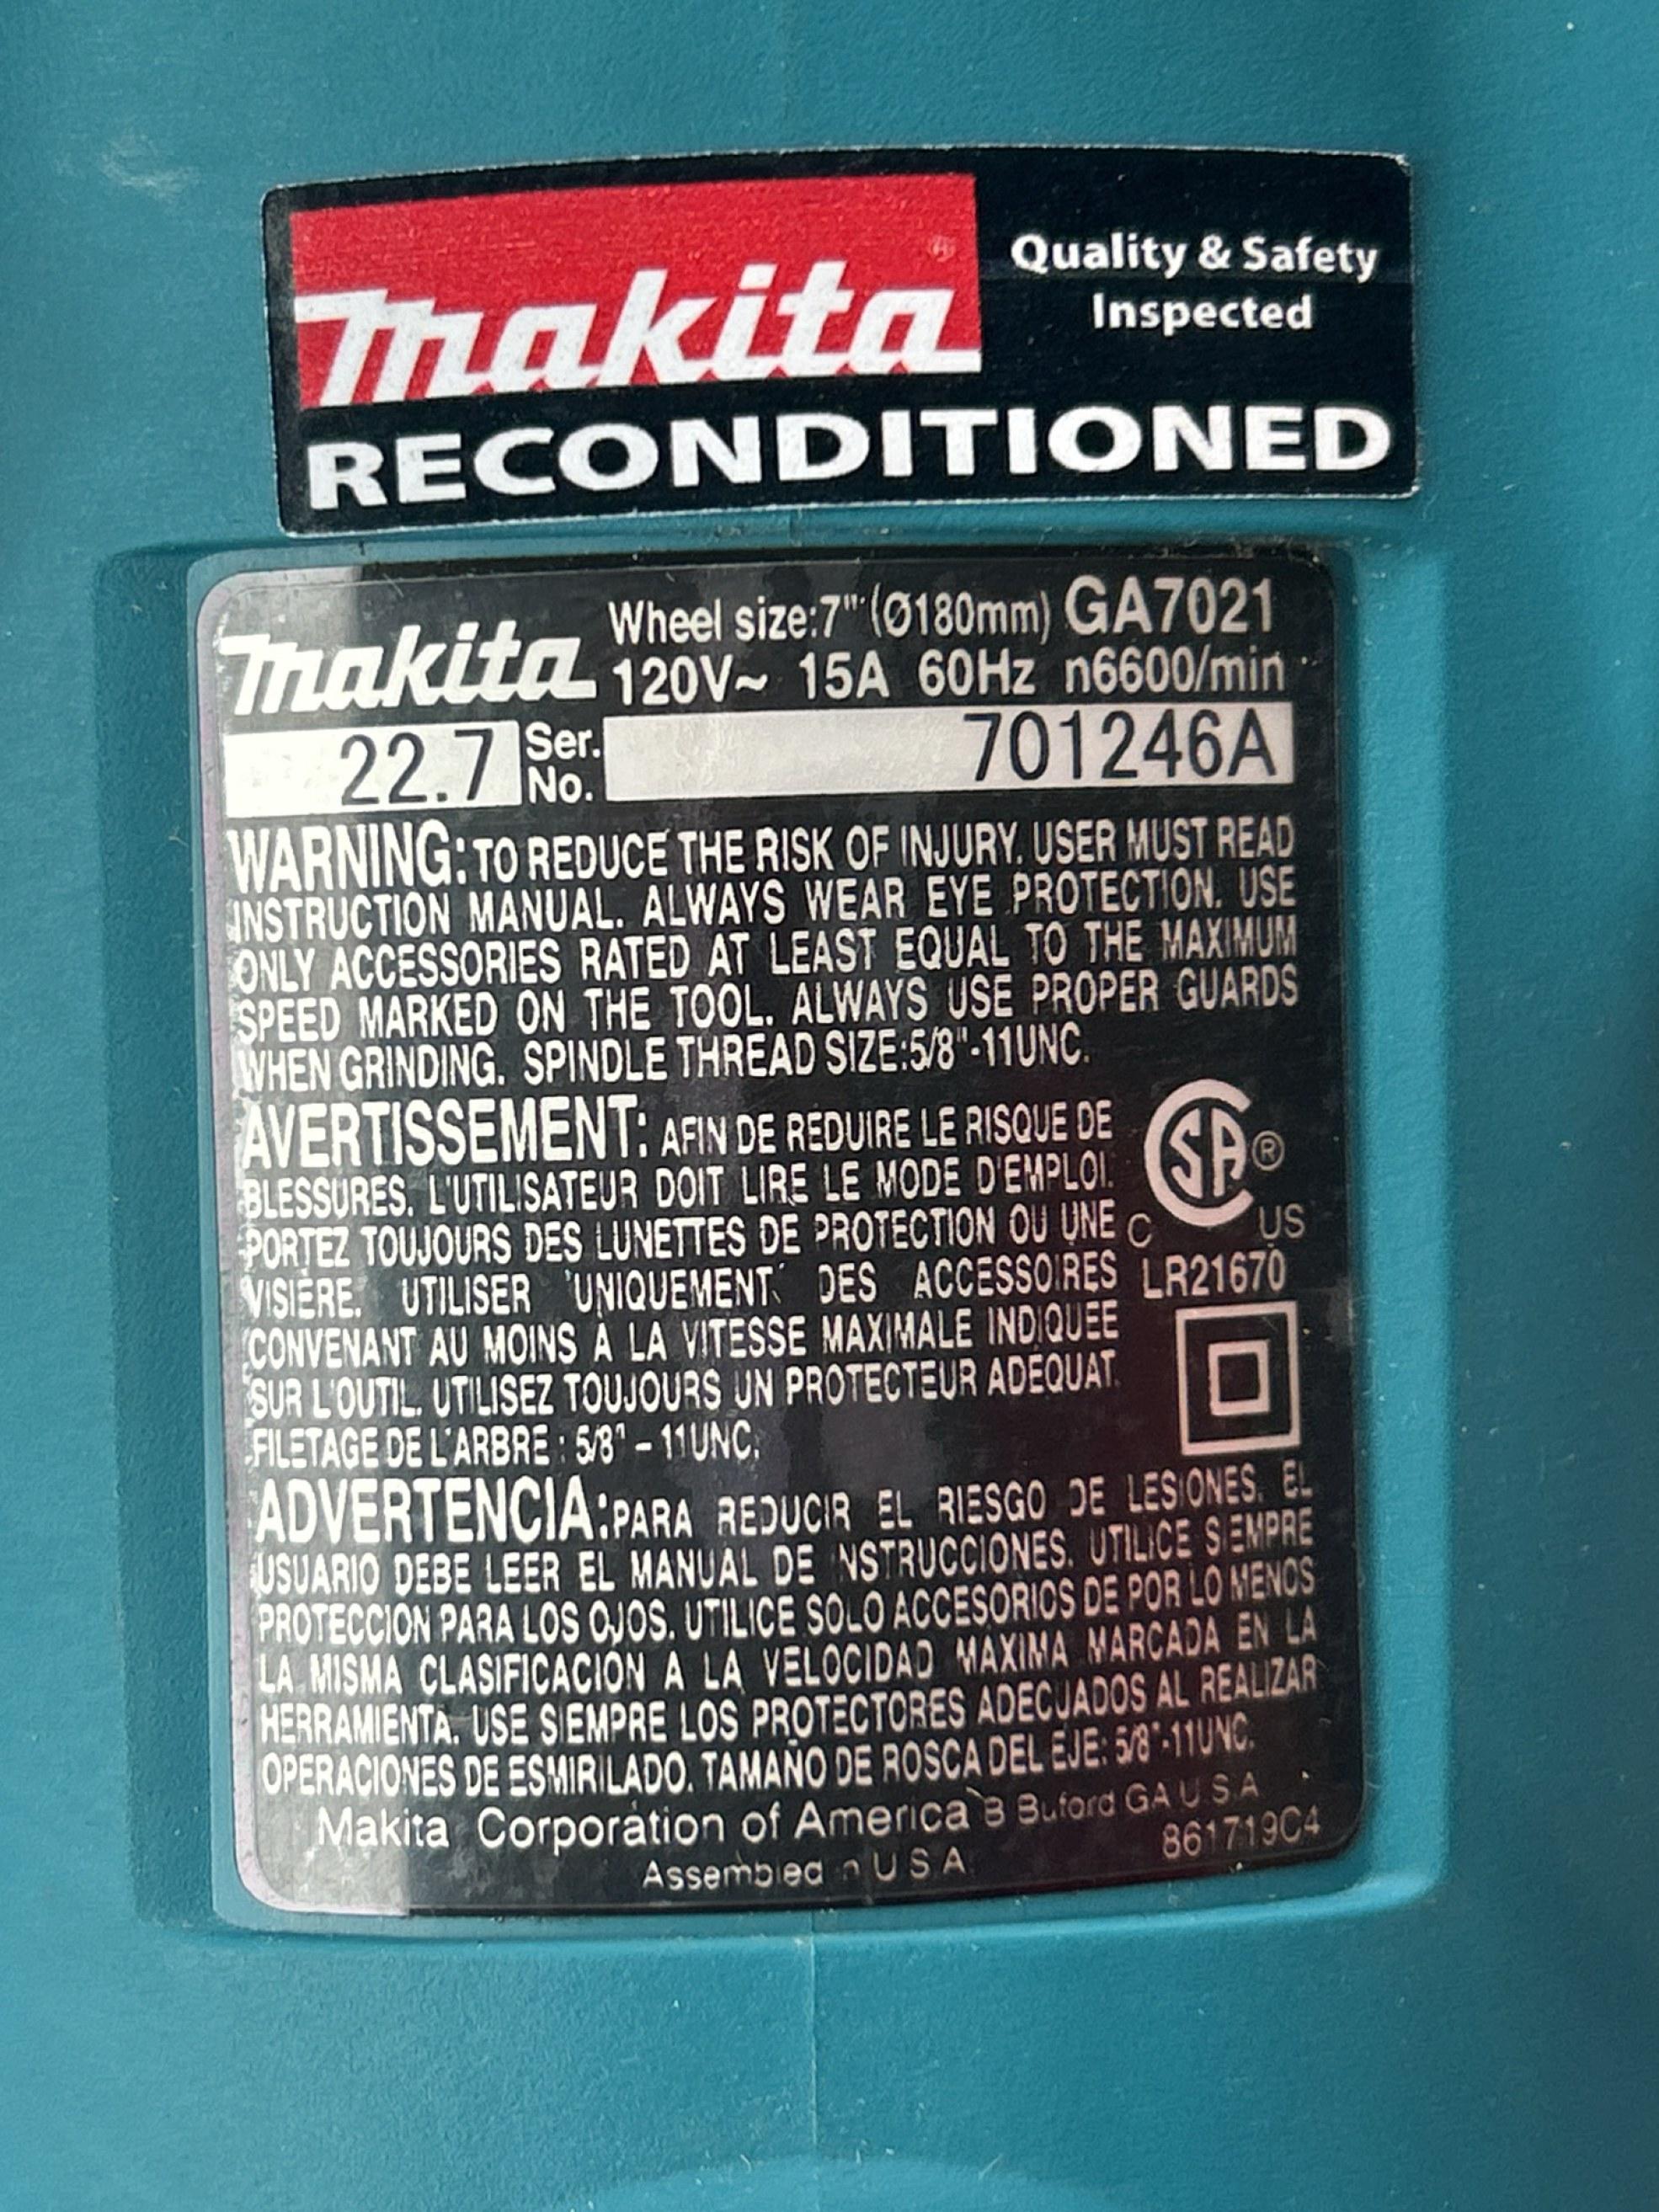 makita®
Quality & Safety
Inspected
RECONDITIONED
makita
Wheel size:7" (Ø180mm) GA7021
120V~ 15A 60Hz n6600/min
22.7 Ser. No. 701246A
WARNING: TO REDUCE THE RISK OF INJURY. USER MUST READ
INSTRUCTION MANUAL. ALWAYS WEAR EYE PROTECTION. USE
ONLY ACCESSORIES RATED AT LEAST EQUAL TO THE MAXIMUM
SPEED MARKED ON THE TOOL. ALWAYS USE PROPER GUARDS
WHEN GRINDING. SPINDLE THREAD SIZE:5/8"-11UNC.
AVERTISSEMENT: AFIN DE REDUIRE LE RISQUE DE
BLESSURES, L'UTILISATEUR DOIT LIRE LE MODE D'EMPLOI.
PORTEZ TOUJOURS DES LUNETTES DE PROTECTION OU UNE
VISIÈRE. UTILISER UNIQUEMENT DES ACCESSOIRES
CONVENANT AU MOINS À LA VITESSE MAXIMALE INDIQUEE
SUR L'OUTIL. UTILISEZ TOUJOURS UN PROTECTEUR ADÉQUAT.
FILETAGE DE L'ARBRE : 5/8" – 11UNC.
SA®
C US
LR21670
ADVERTENCIA: PARA REDUCIR EL RIESGO DE LESIONES, EL
USUARIO DEBE LEER EL MANUAL DE INSTRUCCIONES. UTILICE SIEMPRE
PROTECCIÓN PARA LOS OJOS. UTILICE SOLO ACCESORIOS DE POR LO MENOS
LA MISMA CLASIFICACIÓN A LA VELOCIDAD MÁXIMA MARCADA EN LA
HERRAMIENTA. USE SIEMPRE LOS PROTECTORES ADECUADOS AL REALIZAR
OPERACIONES DE ESMIRILADO. TAMAÑO DE ROSCA DEL EJE: 5/8"-11UNC.
Makita Corporation of America B Buford GA U S A
861719C4
Assembled in U S A